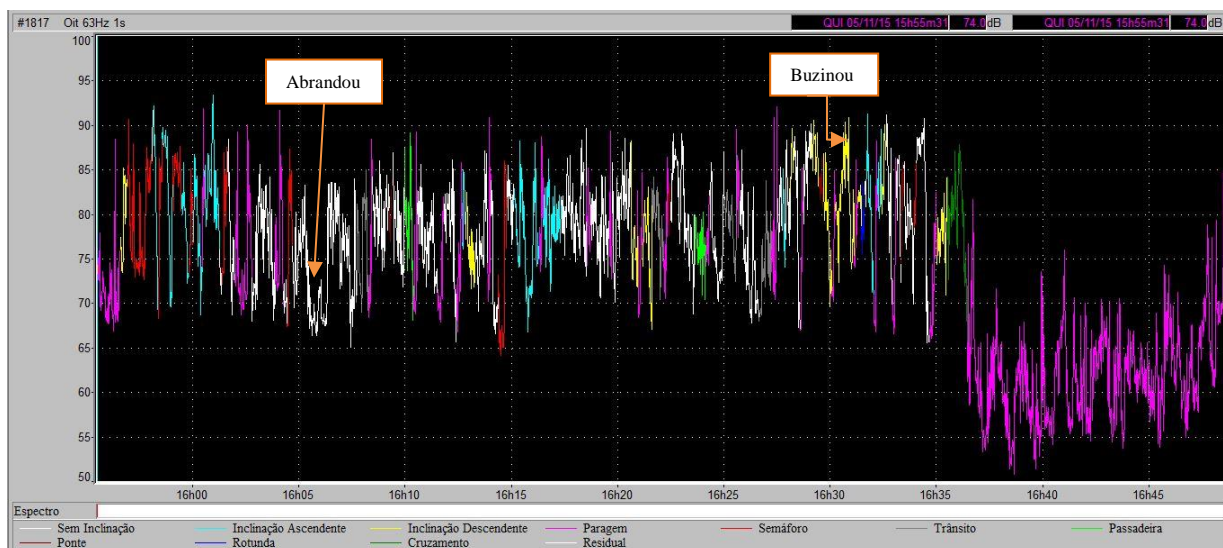 #1817 Oit 63Hz 1s QUI 05/11/15 15h55m31 74.0dB QUI 05/11/15 15h55m31 74.0dB
100
95
90
85
80
75
70
65
60
55
50
Abrandou
Buzinou
16h00 16h05 16h10 16h15 16h20 16h25 16h30 16h35 16h40 16h45
Espectro
Sem Inclinação Inclinação Ascendente Inclinação Descendente Paragem Semáforo Trânsito Passadeira
Ponte Rotunda Cruzamento Residual